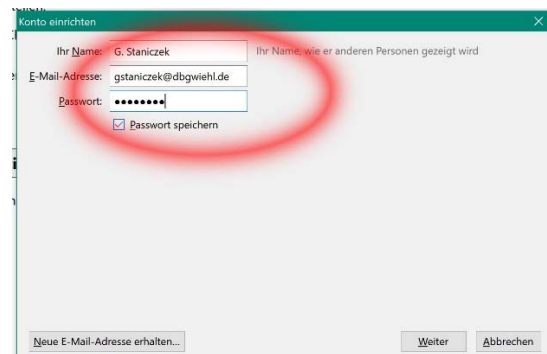 Konto einrichten
Ihr Name: G. Staniczek Ihr Name, wie er anderen Personen gezeigt wird
E-Mail-Adresse: gstaniczek@dbgwiehl.de
Passwort: ••••••••
Passwort speichern
Neue E-Mail-Adresse erhalten... Weiter Abbrechen